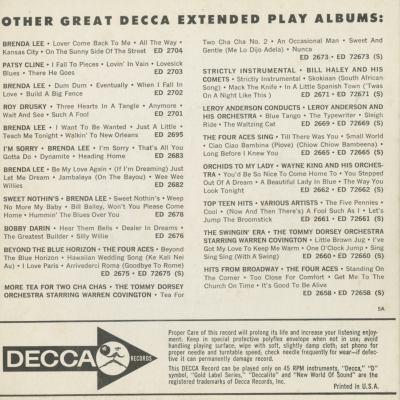 OTHER GREAT DECCA EXTENDED PLAY ALBUMS:
BRENDA LEE • Lover Come Back To Me • All The Way •
Kansas City • On The Sunny Side Of The Street ED 2704
PATSY CLINE • I Fall To Pieces • Lovin' In Vain • Lovesick
Blues • There He Goes ED 2703
BRENDA LEE • Dum Dum • Eventually • When I Fall In
Love • Build A Big Fence ED 2702
ROY DRUSKY • Three Hearts In A Tangle • Anymore •
Wait And See • Such A Fool ED 2701
BRENDA LEE • I Want To Be Wanted • Just A Little •
Teach Me Tonight • Walkin' To New Orleans ED 2695
I'M SORRY • BRENDA LEE • I'm Sorry • That's All You
Gotta Do • Dynamite • Heading Home ED 2683
BRENDA LEE • Be My Love Again • (If I'm Dreaming) Just
Let Me Dream • Jambalaya (On the Bayou) • Wee Wee
Willies ED 2682
SWEET NOTHIN'S • BRENDA LEE • Sweet Nothin's • Weep
No More My Baby • Bill Bailey, Won't You Please Come
Home • Hummin' The Blues Over You ED 2678
BOBBY DARIN • Hear Them Bells • Dealer In Dreams •
The Greatest Builder • Silly Willie ED 2676
BEYOND THE BLUE HORIZON • THE FOUR ACES • Beyond
The Blue Horizon • Hawaiian Wedding Song (Ke Kali Nei
Au) • I Love Paris • Arrivederci Roma (Goodbye To Rome)
ED 2675 • ED 72675 (S)
MORE TEA FOR TWO CHA CHAS • THE TOMMY DORSEY
ORCHESTRA STARRING WARREN COVINGTON • Tea For
Two Cha Cha No. 2 • An Occasional Man • Sweet And
Gentle (Me Lo Dijo Adela) • Nunca
ED 2673 • ED 72673 (S)
STRICTLY INSTRUMENTAL • BILL HALEY AND HIS
COMETS • Strictly Instrumental • Skokiaan (South African
Song) • Mack The Knife • In A Little Spanish Town ('Twas
On A Night Like This) ED 2671 • ED 72671 (S)
LEROY ANDERSON CONDUCTS • LEROY ANDERSON AND
HIS ORCHESTRA • Blue Tango • The Typewriter • Sleigh
Ride • The Waltzing Cat ED 2669 • ED 72669 (S)
THE FOUR ACES SING • Till There Was You • Small World
• Ciao Ciao Bambina (Piove) (Chiow Chiow Bambeena) •
Long Before I Knew You ED 2665 • ED 72665 (S)
ORCHIDS TO MY LADY • WAYNE KING AND HIS ORCHES-
TRA • You'd Be So Nice To Come Home To • You Stepped
Out Of A Dream • A Beautiful Lady In Blue • The Way You
Look Tonight ED 2662 • ED 72662 (S)
TOP TEEN HITS • VARIOUS ARTISTS • The Five Pennies •
Cool • (Now And Then There's) A Fool Such As I • Let's
Jump The Broomstick ED 2661 • ED 72661 (S)
THE SWINGIN' ERA • THE TOMMY DORSEY ORCHESTRA
STARRING WARREN COVINGTON • Little Brown Jug • I've
Got My Love To Keep Me Warm • One O'Clock Jump • Sing
Sing Sing (With A Swing) ED 2660 • ED 72660 (S)
HITS FROM BROADWAY • THE FOUR ACES • Standing On
The Corner • Too Close For Comfort • Get Me To The
Church On Time • It's Good To Be Alive
ED 2658 • ED 72658 (S)
5A
DECCA RECORDS
Proper Care of this record will prolong its life and increase your listening enjoy-
ment: Keep in special protective polyflex envelope when not in use; avoid
handling playing surface; wipe with soft, slightly damp cloth; set phono for
proper needle and turntable speed; check needle frequently for wear—if defec-
tive it can permanently damage record.
This DECCA Record can be played only on 45 RPM instruments, "Decca," "D"
symbol, "Gold Label Series," "Deccalite" and "New World Of Sound" are the
registered trademarks of Decca Records, Inc.
Printed in U.S.A.